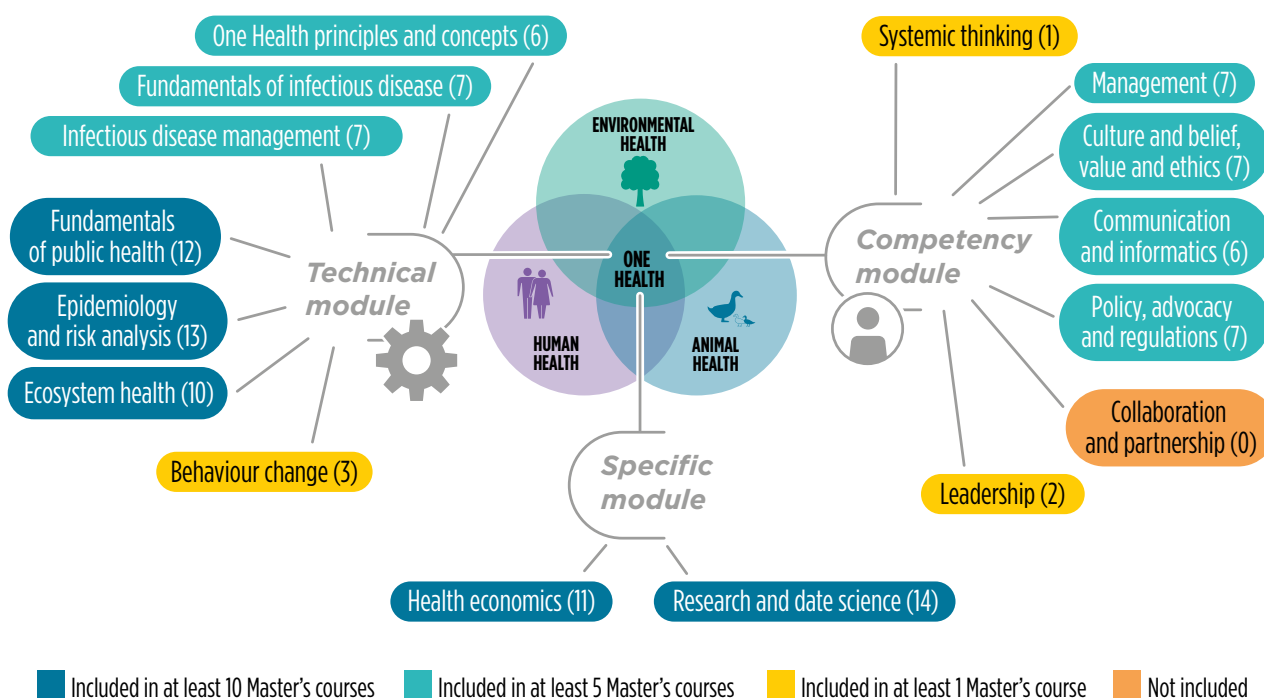 One Health principles and concepts (6)
Fundamentals of infectious disease (7)
Infectious disease management (7)
Fundamentals
of public health (12)
Epidemiology
and risk analysis (13)
Ecosystem health (10)
Behaviour change (3)
Technical
module
ENVIRONMENTAL
HEALTH
ONE
HEALTH
HUMAN
HEALTH
ANIMAL
HEALTH
Specific
module
Health economics (11)
Research and date science (14)
Systemic thinking (1)
Management (7)
Culture and belief,
value and ethics (7)
Communication
and informatics (6)
Policy, advocacy
and regulations (7)
Collaboration
and partnership (0)
Leadership (2)
Competency
module
Included in at least 10 Master's courses
Included in at least 5 Master's courses
Included in at least 1 Master's course
Not included